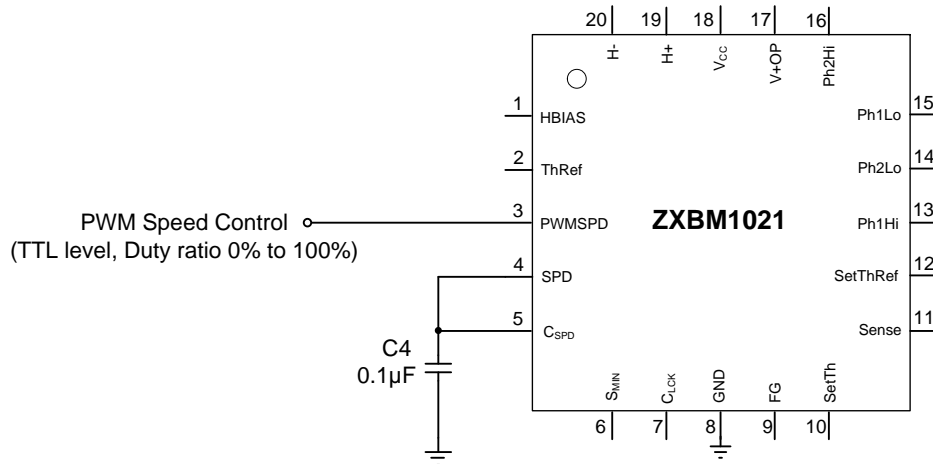 20 19 18 17 16
H- H+ VCC V+OP Ph2Hi
1 HBIAS
Ph1Lo 15
2 ThRef
Ph2Lo 14
PWM Speed Control
3 PWMSPD
ZXBM1021
Ph1Hi 13
(TTL level, Duty ratio 0% to 100%)
4 SPD
SetThRef 12
5 CSPD
Sense 11
C4
0.1µF
SMIN CLCK GND FG SetTh
6 7 8 9 10